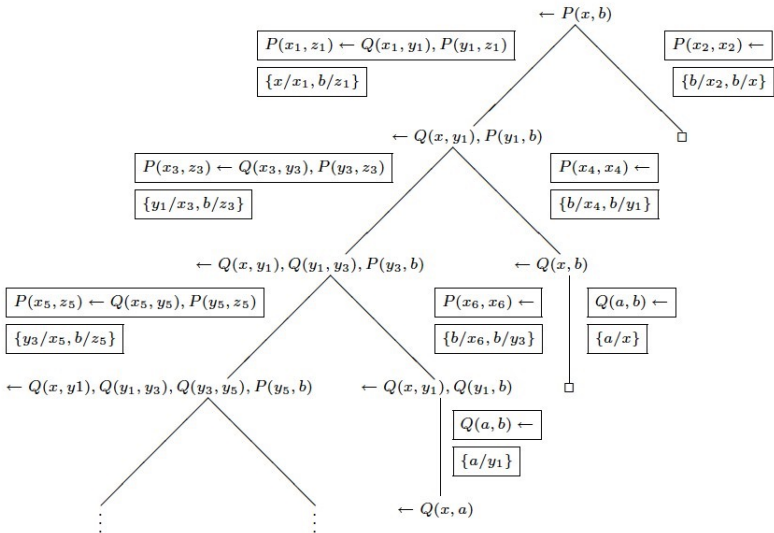 ← P(x, b)
P(x₁, z₁) ← Q(x₁, y₁), P(y₁, z₁)
{x/x₁, b/z₁}
P(x₂, x₂) ←
{b/x₂, b/x}
← Q(x, y₁), P(y₁, b)
□
P(x₃, z₃) ← Q(x₃, y₃), P(y₃, z₃)
{y₁/x₃, b/z₃}
P(x₄, x₄) ←
{b/x₄, b/y₁}
← Q(x, y₁), Q(y₁, y₃), P(y₃, b)
← Q(x, b)
P(x₅, z₅) ← Q(x₅, y₅), P(y₅, z₅)
{y₃/x₅, b/z₅}
P(x₆, x₆) ←
{b/x₆, b/y₃}
Q(a, b) ←
{a/x}
← Q(x, y1), Q(y₁, y₃), Q(y₃, y₅), P(y₅, b)
← Q(x, y₁), Q(y₁, b)
□
Q(a, b) ←
{a/y₁}
← Q(x, a)
⋮
⋮